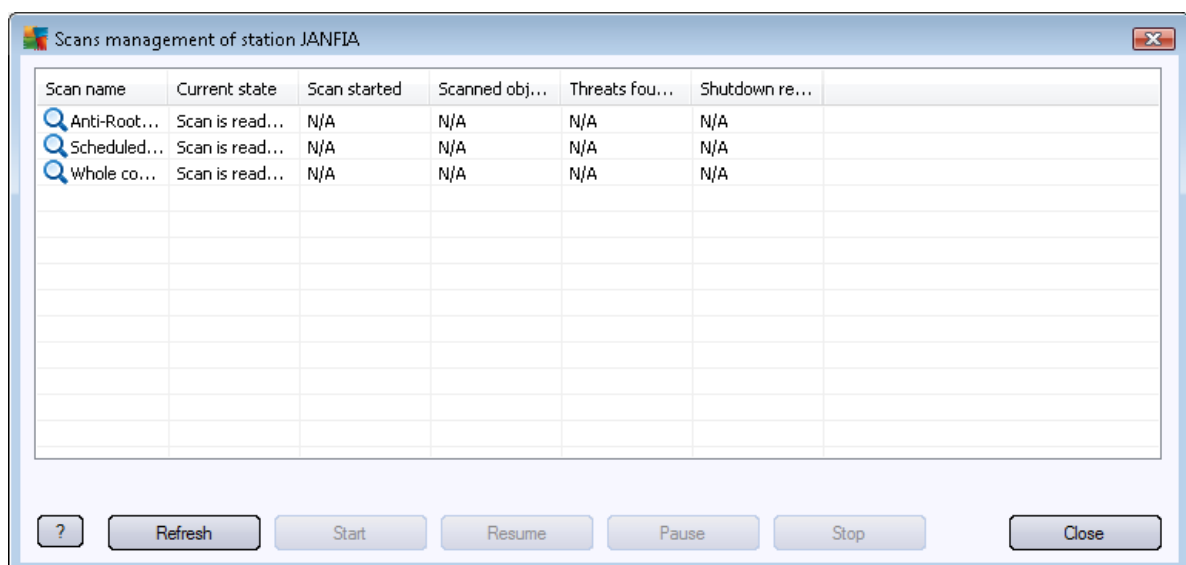 Scans management of station JANFIA
Scan name Current state Scan started Scanned obj... Threats fou... Shutdown re...
Anti-Root... Scan is read... N/A N/A N/A N/A
Scheduled... Scan is read... N/A N/A N/A N/A
Whole co... Scan is read... N/A N/A N/A N/A
? Refresh Start Resume Pause Stop Close